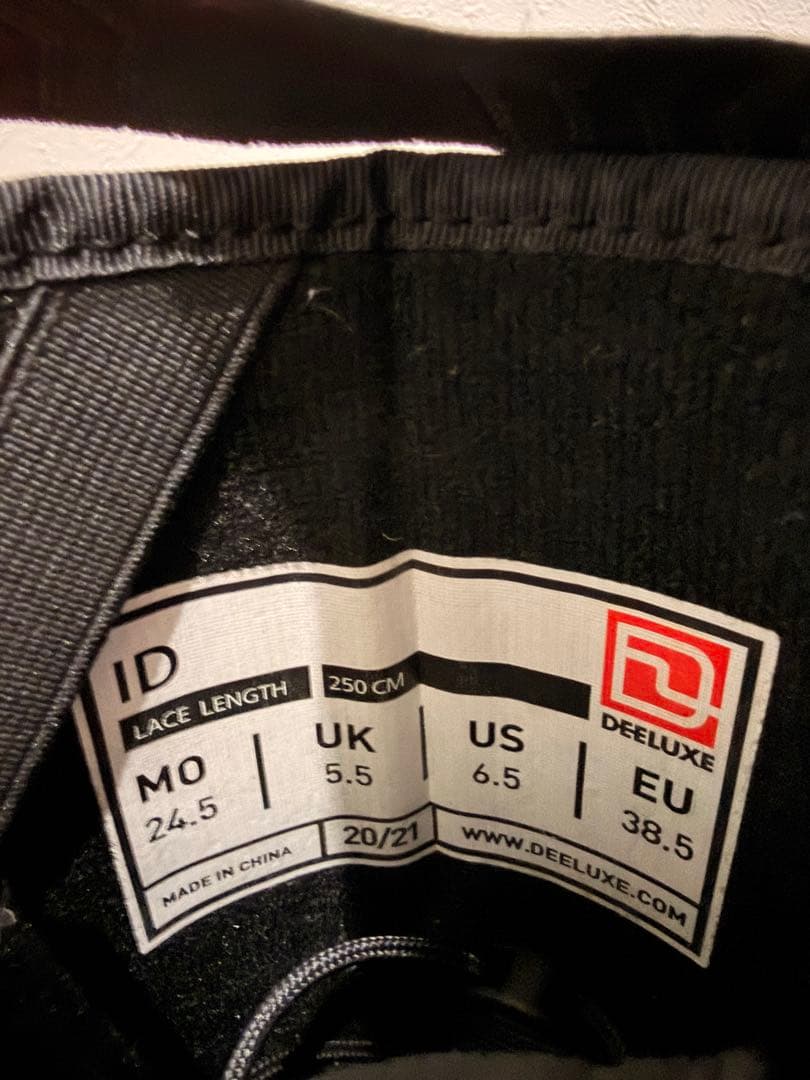 ID
LACE LENGTH 250 CM
DEELUXE
MO UK US EU
24.5 5.5 6.5 38.5
MADE IN CHINA 20/21 WWW.DEELUXE.COM